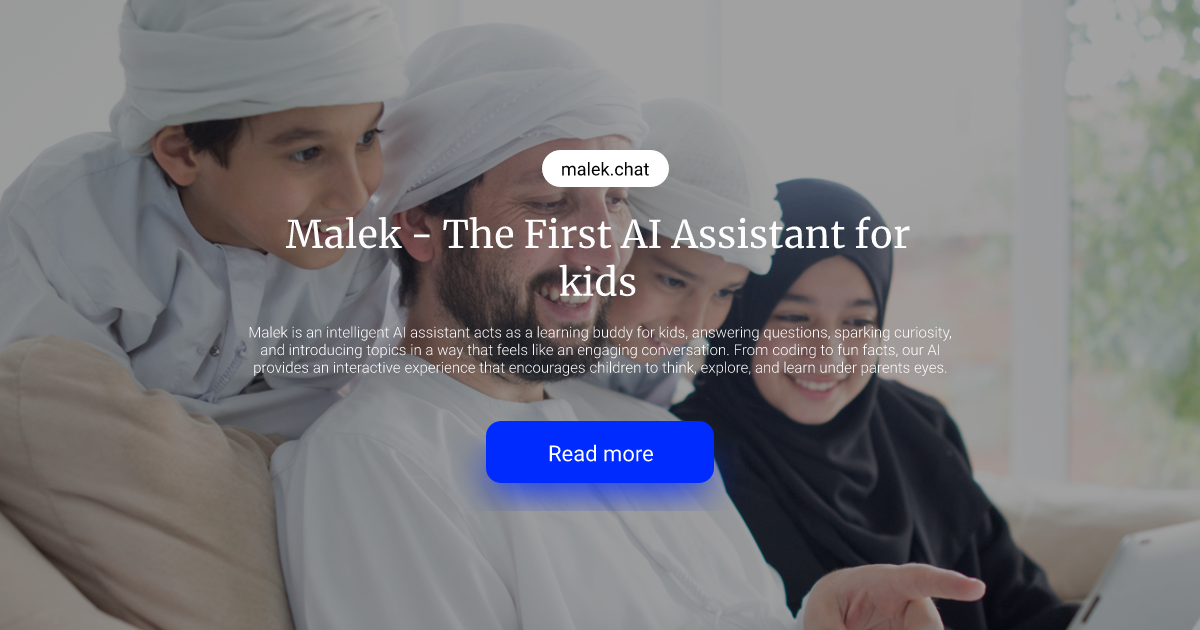 malek.chat
Malek - The First AI Assistant for
kids
Malek is an intelligent AI assistant acts as a learning buddy for kids, answering questions, sparking curiosity,
and introducing topics in a way that feels like an engaging conversation. From coding to fun facts, our AI
provides an interactive experience that encourages children to think, explore, and learn under parents eyes.
Read more